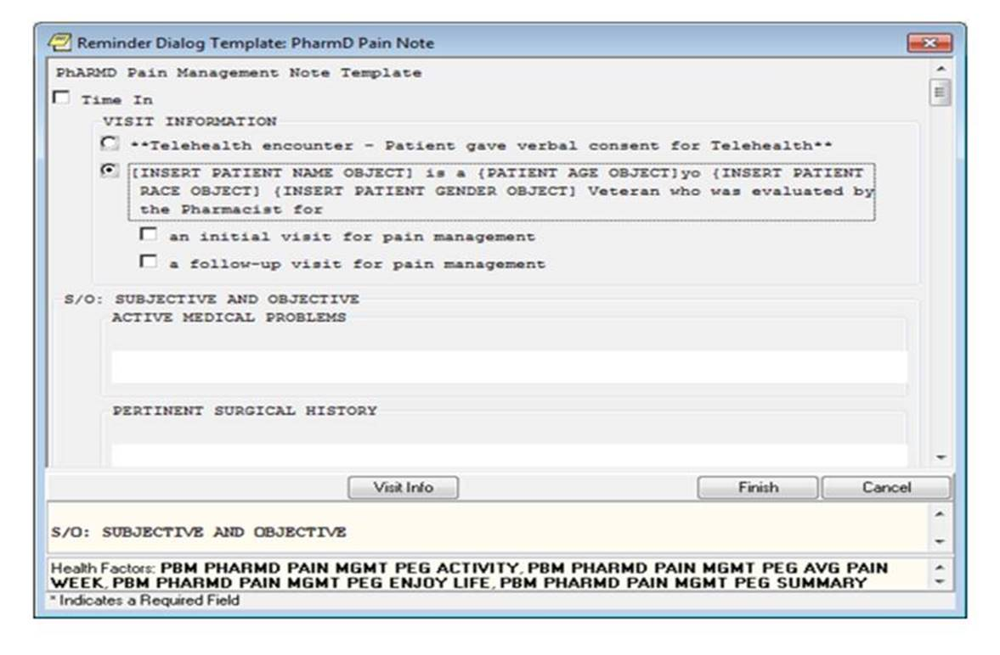 Reminder Dialog Template: PharmD Pain Note
PhARMD Pain Management Note Template
Time In
VISIT INFORMATION
**Telehealth encounter - Patient gave verbal consent for Telehealth**
[INSERT PATIENT NAME OBJECT] is a {PATIENT AGE OBJECT]yo {INSERT PATIENT
RACE OBJECT] {INSERT PATIENT GENDER OBJECT] Veteran who was evaluated by
the Pharmacist for
an initial visit for pain management
a follow-up visit for pain management
S/O: SUBJECTIVE AND OBJECTIVE
ACTIVE MEDICAL PROBLEMS
PERTINENT SURGICAL HISTORY
Visit Info
Finish
Cancel
S/O: SUBJECTIVE AND OBJECTIVE
Health Factors: PBM PHARMD PAIN MGMT PEG ACTIVITY, PBM PHARMD PAIN MGMT PEG AVG PAIN
WEEK, PBM PHARMD PAIN MGMT PEG ENJOY LIFE, PBM PHARMD PAIN MGMT PEG SUMMARY
* Indicates a Required Field